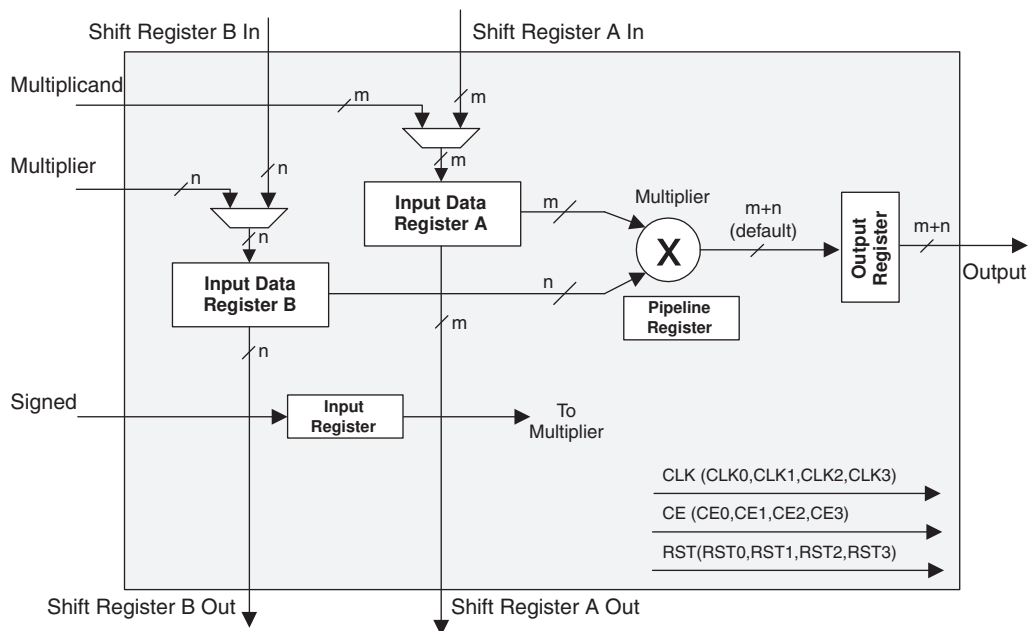 Shift Register B In
Shift Register A In
Multiplicand
m
m
Multiplier
n
n
m
Input Data
Register A
m
Multiplier
X
m+n
(default)
Output
Register
m+n
Output
n
Input Data
Register B
n
Pipeline
Register
m
n
Signed
Input
Register
To
Multiplier
CLK (CLK0,CLK1,CLK2,CLK3)
CE (CE0,CE1,CE2,CE3)
RST(RST0,RST1,RST2,RST3)
Shift Register B Out
Shift Register A Out